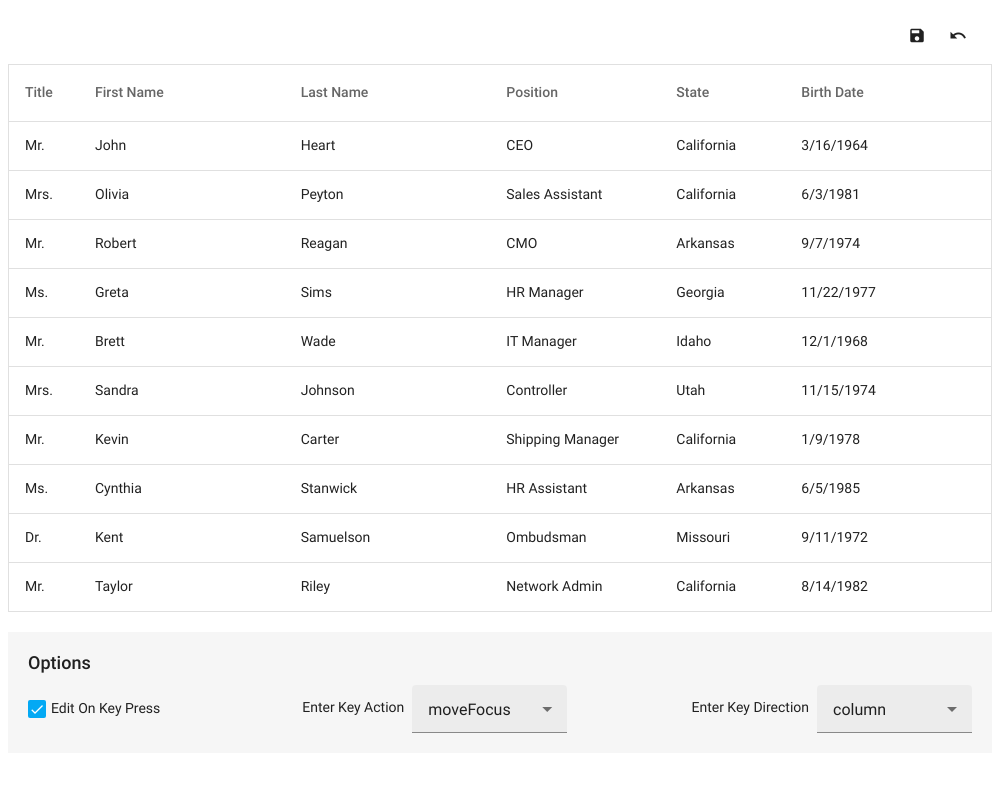 Title First Name Last Name Position State Birth Date
Mr. John Heart CEO California 3/16/1964
Mrs. Olivia Peyton Sales Assistant California 6/3/1981
Mr. Robert Reagan CMO Arkansas 9/7/1974
Ms. Greta Sims HR Manager Georgia 11/22/1977
Mr. Brett Wade IT Manager Idaho 12/1/1968
Mrs. Sandra Johnson Controller Utah 11/15/1974
Mr. Kevin Carter Shipping Manager California 1/9/1978
Ms. Cynthia Stanwick HR Assistant Arkansas 6/5/1985
Dr. Kent Samuelson Ombudsman Missouri 9/11/1972
Mr. Taylor Riley Network Admin California 8/14/1982
Options
Edit On Key Press Enter Key Action moveFocus Enter Key Direction column